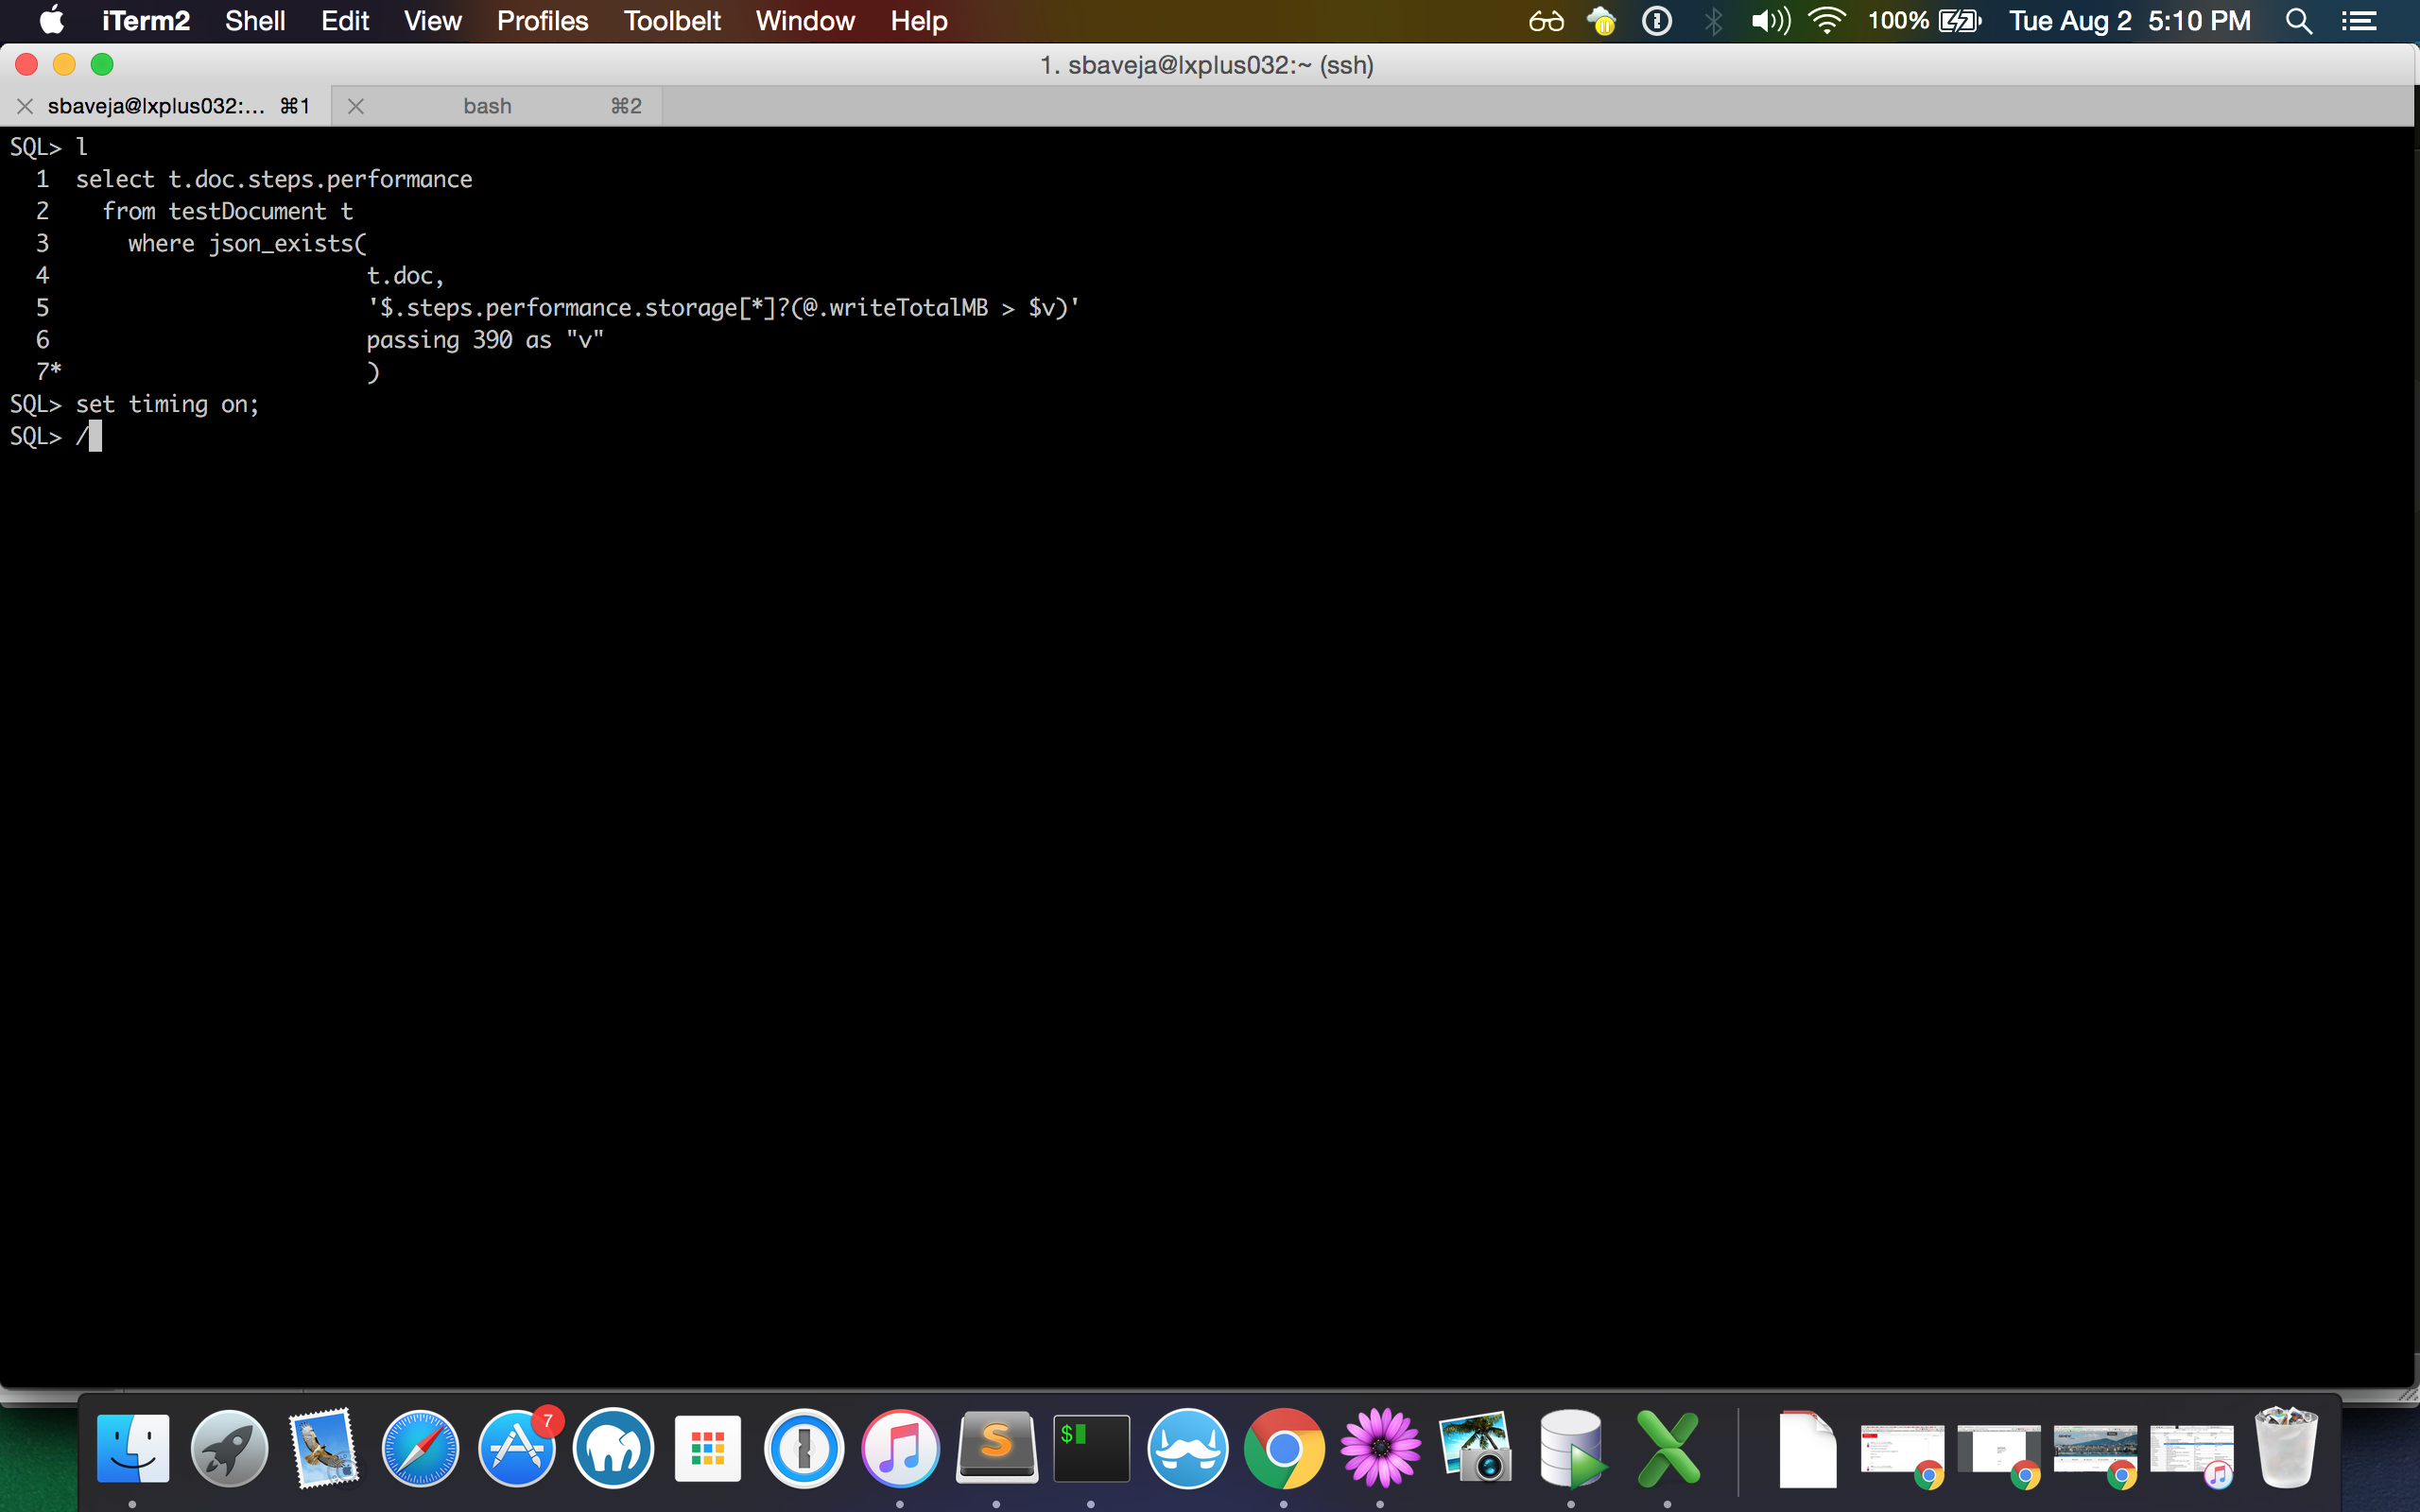 iTerm2 Shell Edit View Profiles Toolbelt Window Help 100% Tue Aug 2 5:10 PM
1. sbaveja@lxplus032:~ (ssh)
sbaveja@lxplus032:... ⌘1 bash ⌘2
SQL> l
  1  select t.doc.steps.performance
  2    from testDocument t
  3      where json_exists(
  4                        t.doc,
  5                        '$.steps.performance.storage[*]?(@.writeTotalMB > $v)'
  6                        passing 390 as "v"
  7*                       )
SQL> set timing on;
SQL> /
7
S
$